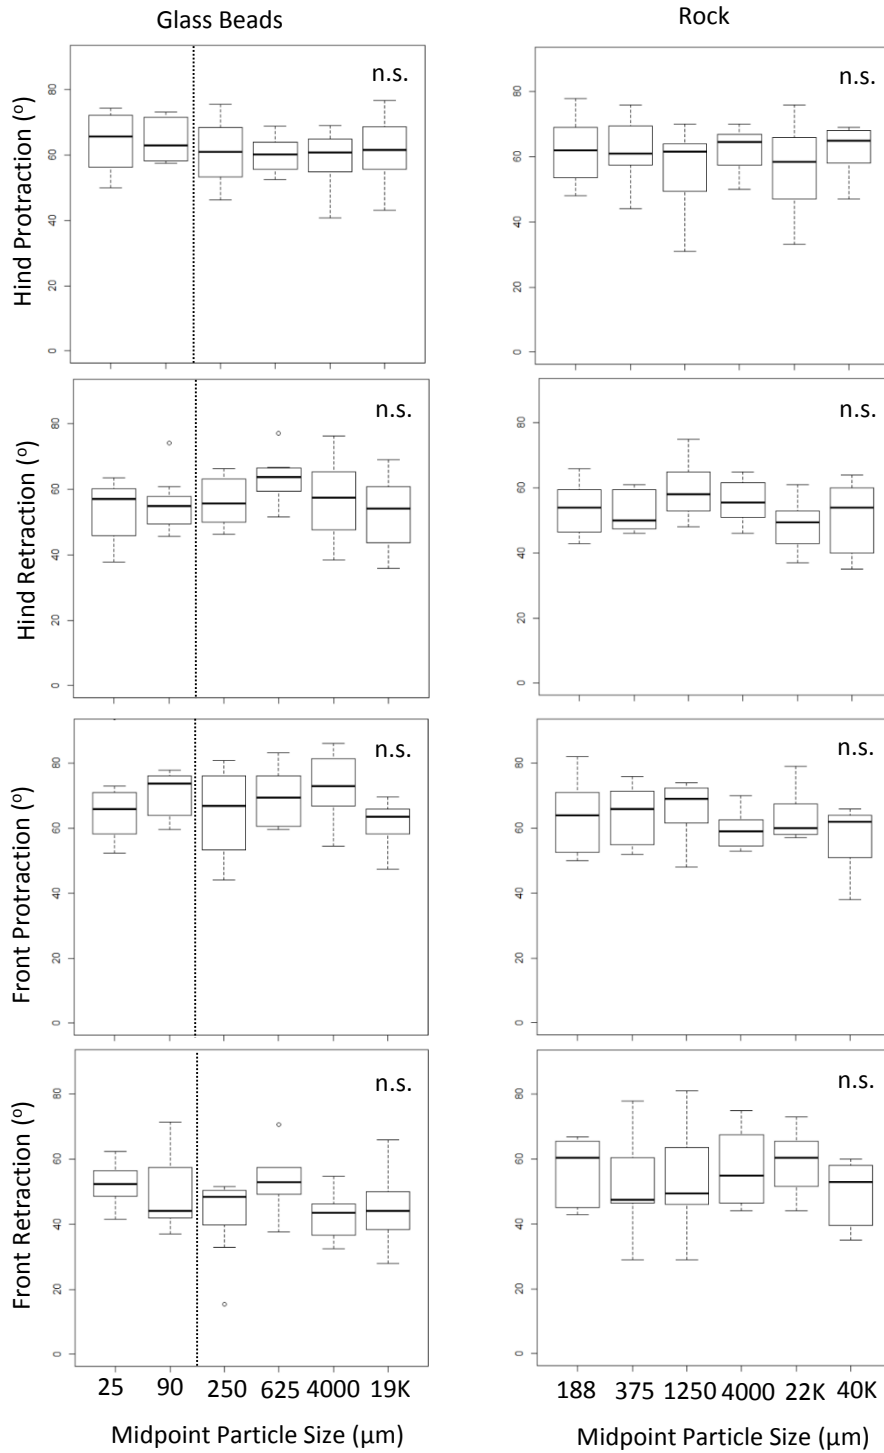 Glass Beads
Rock
Hind Protraction (º)
0 20 40 60 80
n.s.
0 20 40 60 80
n.s.
Hind Retraction (º)
0 20 40 60 80
n.s.
0 20 40 60 80
n.s.
Front Protraction (º)
0 20 40 60 80
n.s.
0 20 40 60 80
n.s.
Front Retraction (º)
0 20 40 60 80
n.s.
0 20 40 60 80
n.s.
25 90 250 625 4000 19K
188 375 1250 4000 22K 40K
Midpoint Particle Size (µm)
Midpoint Particle Size (µm)